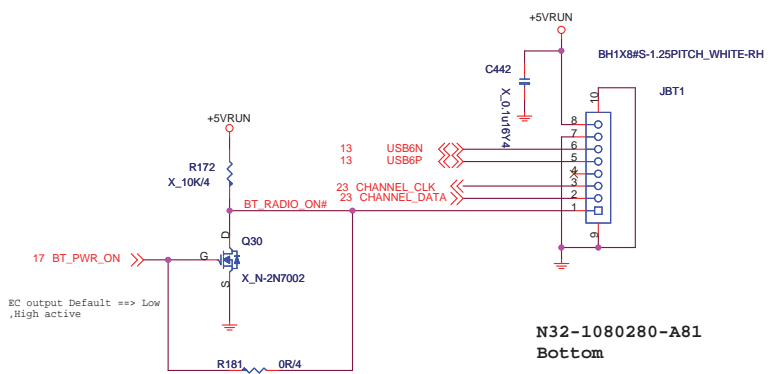 +5VRUN
BH1X8#S-1.25PITCH_WHITE-RH
C442
JBT1
X_0.1u16Y4
10
+5VRUN
8
7
13 USB6N
6
13 USB6P
5
R172
4
X_10K/4
23 CHANNEL_CLK
3
23 CHANNEL_DATA
2
BT_RADIO_ON#
1
D
Q30
9
17 BT_PWR_ON
G
X_N-2N7002
S
EC output Default ==> Low
,High active
N32-1080280-A81
Bottom
R181 0R/4